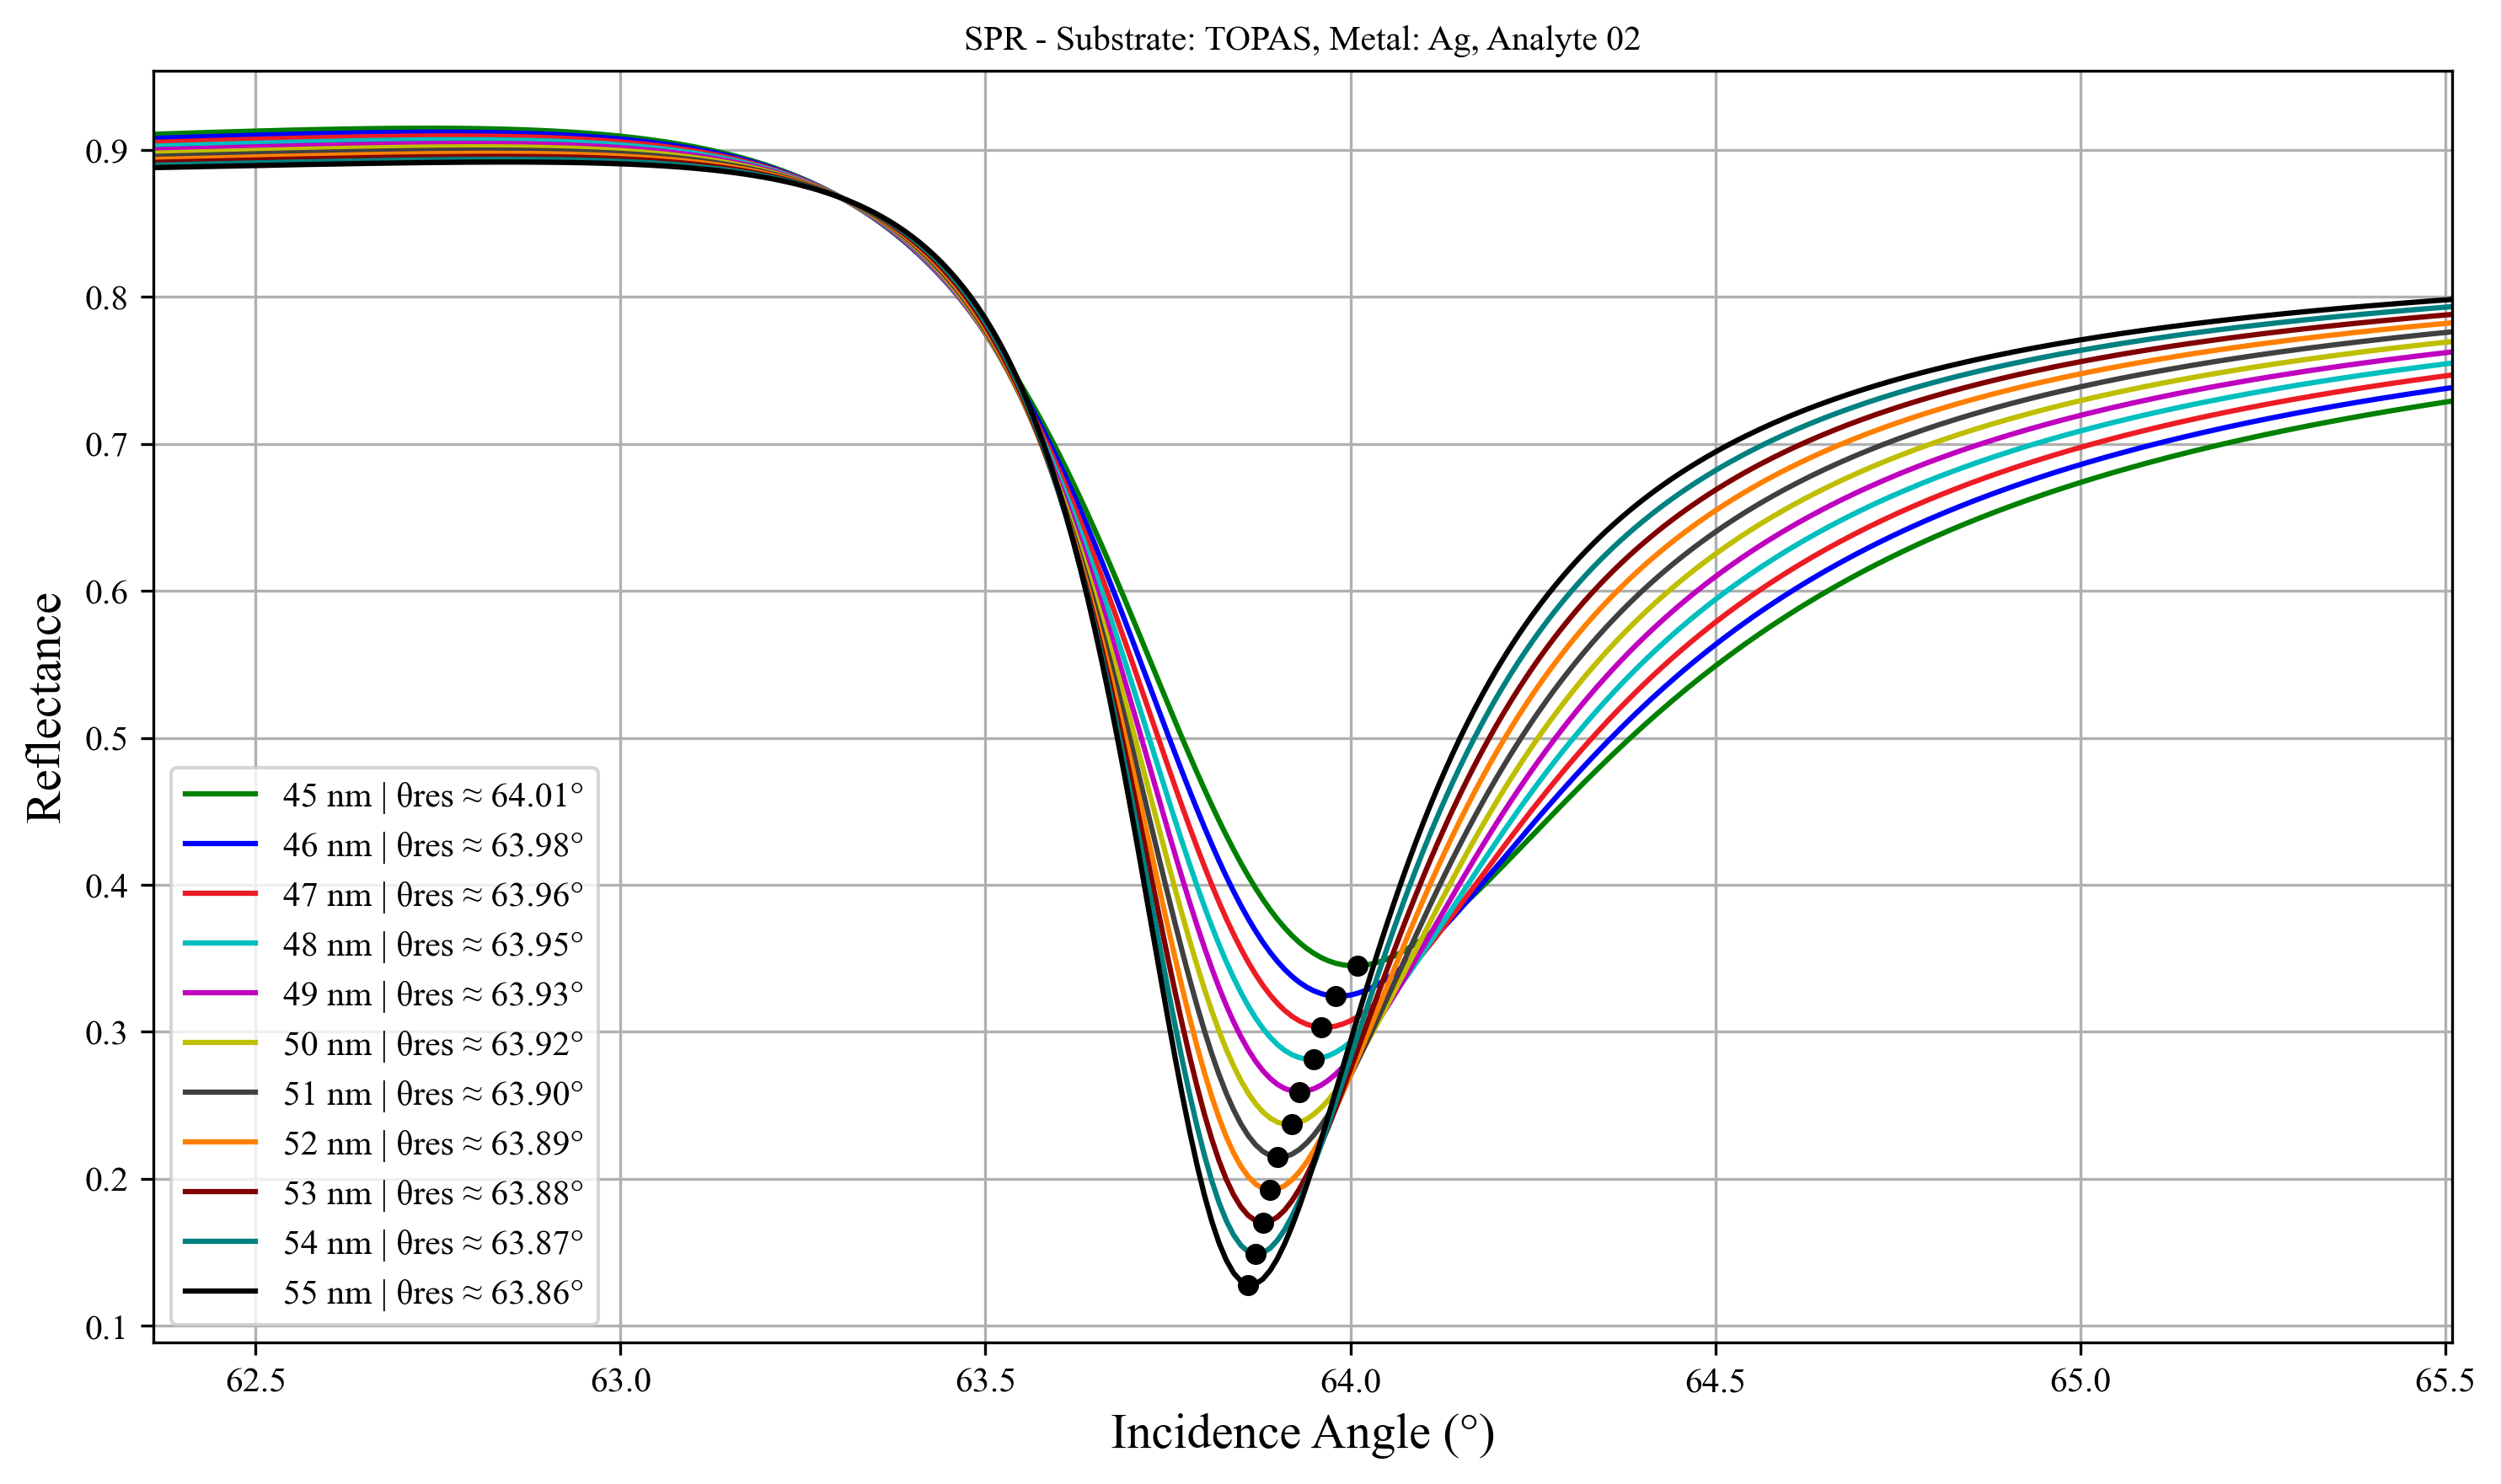 SPR - Substrate: TOPAS, Metal: Ag, Analyte 02
Reflectance
0.9
0.8
0.7
0.6
0.5
0.4
0.3
0.2
0.1
45 nm | θres ≈ 64.01°
46 nm | θres ≈ 63.98°
47 nm | θres ≈ 63.96°
48 nm | θres ≈ 63.95°
49 nm | θres ≈ 63.93°
50 nm | θres ≈ 63.92°
51 nm | θres ≈ 63.90°
52 nm | θres ≈ 63.89°
53 nm | θres ≈ 63.88°
54 nm | θres ≈ 63.87°
55 nm | θres ≈ 63.86°
62.5 63.0 63.5 64.0 64.5 65.0 65.5
Incidence Angle (°)